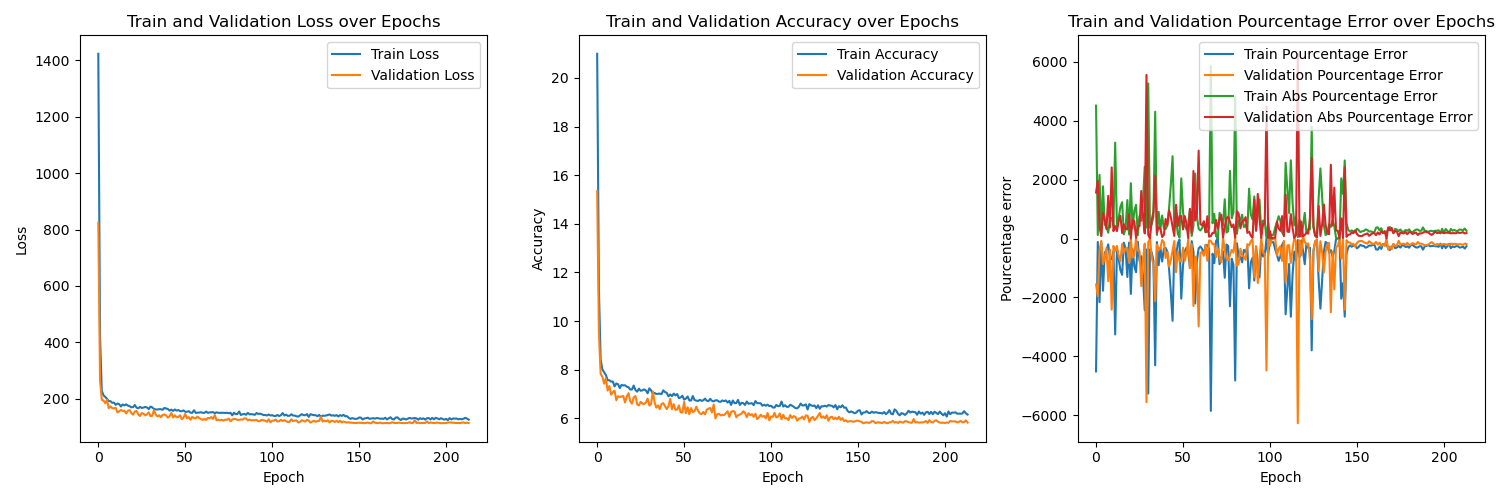 Train and Validation Loss over Epochs
Train Loss
Validation Loss
1400
1200
1000
800
600
400
200
Loss
0
50
100
150
200
Epoch
Train and Validation Accuracy over Epochs
Train Accuracy
Validation Accuracy
20
18
16
14
12
10
8
6
Accuracy
0
50
100
150
200
Epoch
Train and Validation Pourcentage Error over Epochs
Train Pourcentage Error
Validation Pourcentage Error
Train Abs Pourcentage Error
Validation Abs Pourcentage Error
6000
4000
2000
0
−2000
−4000
−6000
Pourcentage error
0
50
100
150
200
Epoch